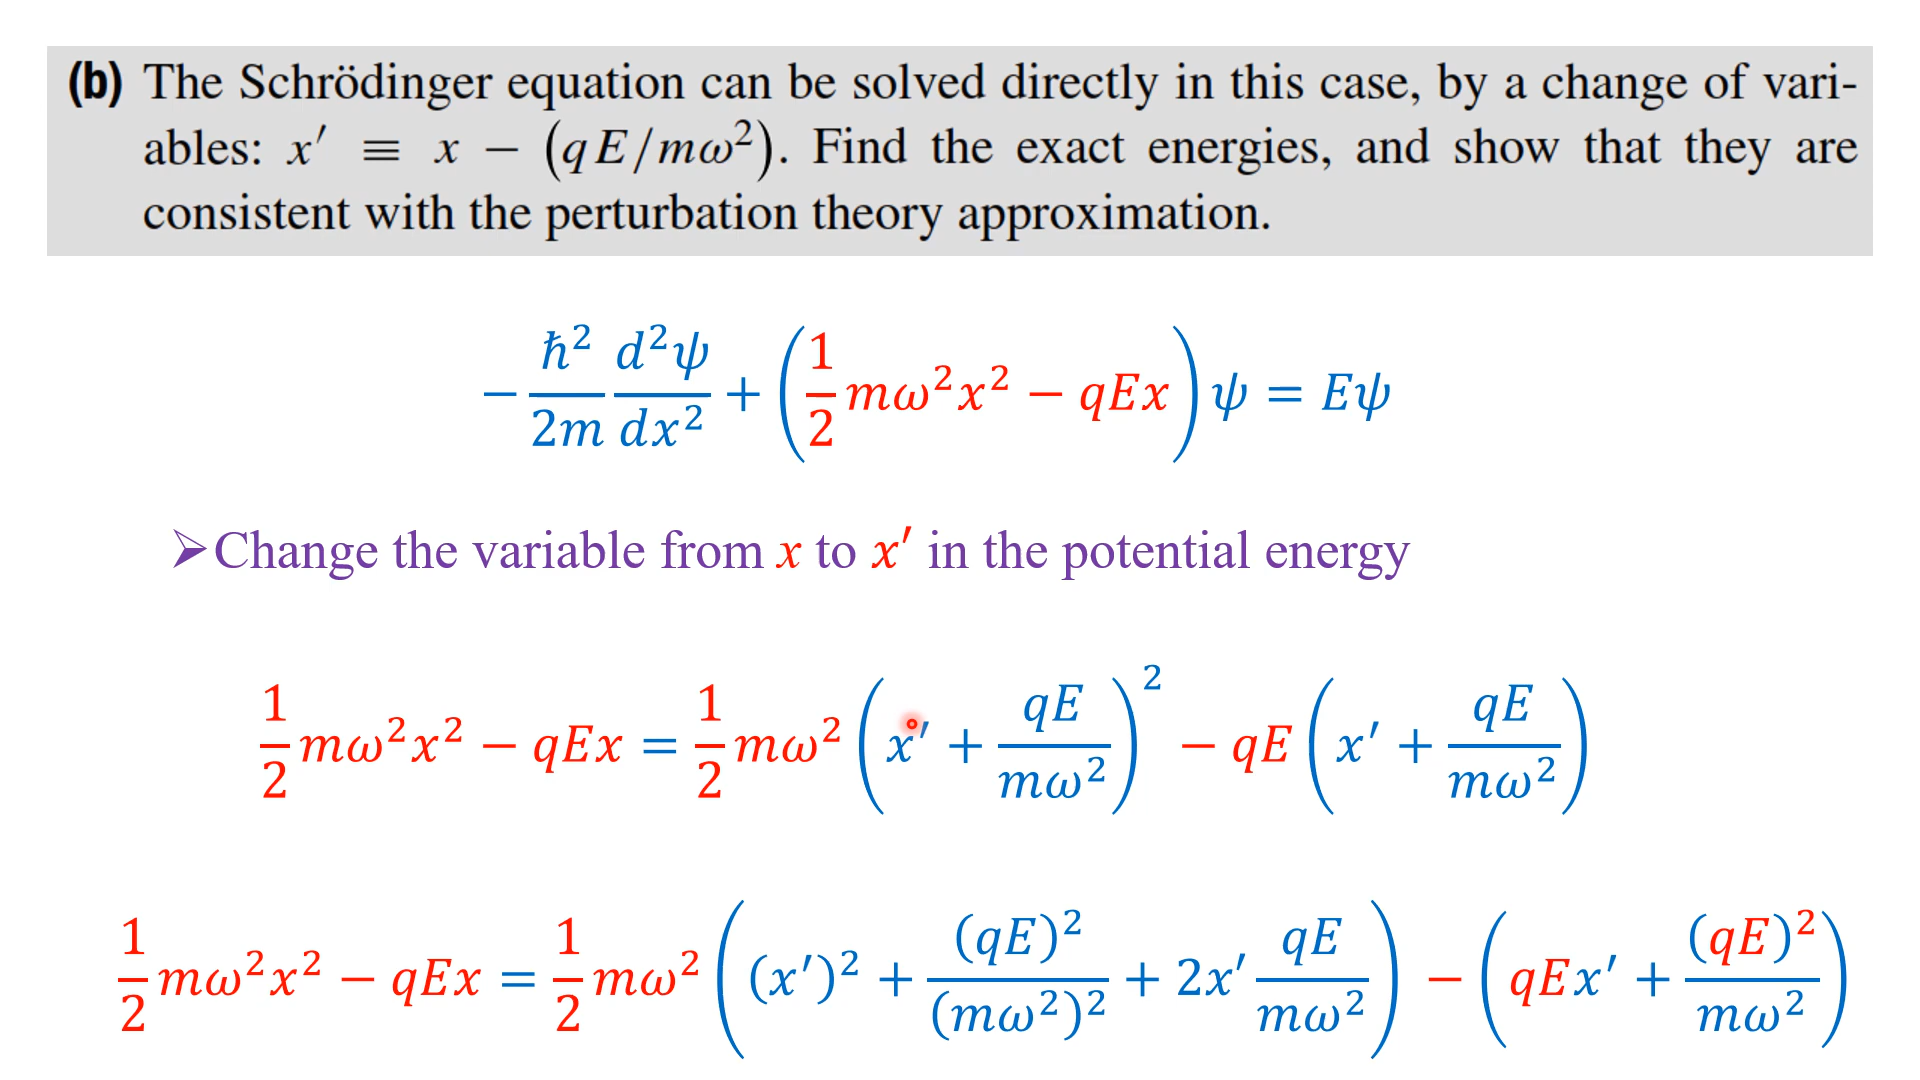 (b) The Schrödinger equation can be solved directly in this case, by a change of vari-
ables: x′ ≡ x − (qE/mω²). Find the exact energies, and show that they are
consistent with the perturbation theory approximation.
−ħ²/2m d²ψ/dx² + (1/2 mω²x² − qEx) ψ = Eψ
➢Change the variable from x to x′ in the potential energy
1/2 mω²x² − qEx = 1/2 mω² (x′ + qE/mω²)² − qE (x′ + qE/mω²)
1/2 mω²x² − qEx = 1/2 mω² ((x′)² + (qE)²/(mω²)² + 2x′ qE/mω²) − (qEx′ + (qE)²/mω²)